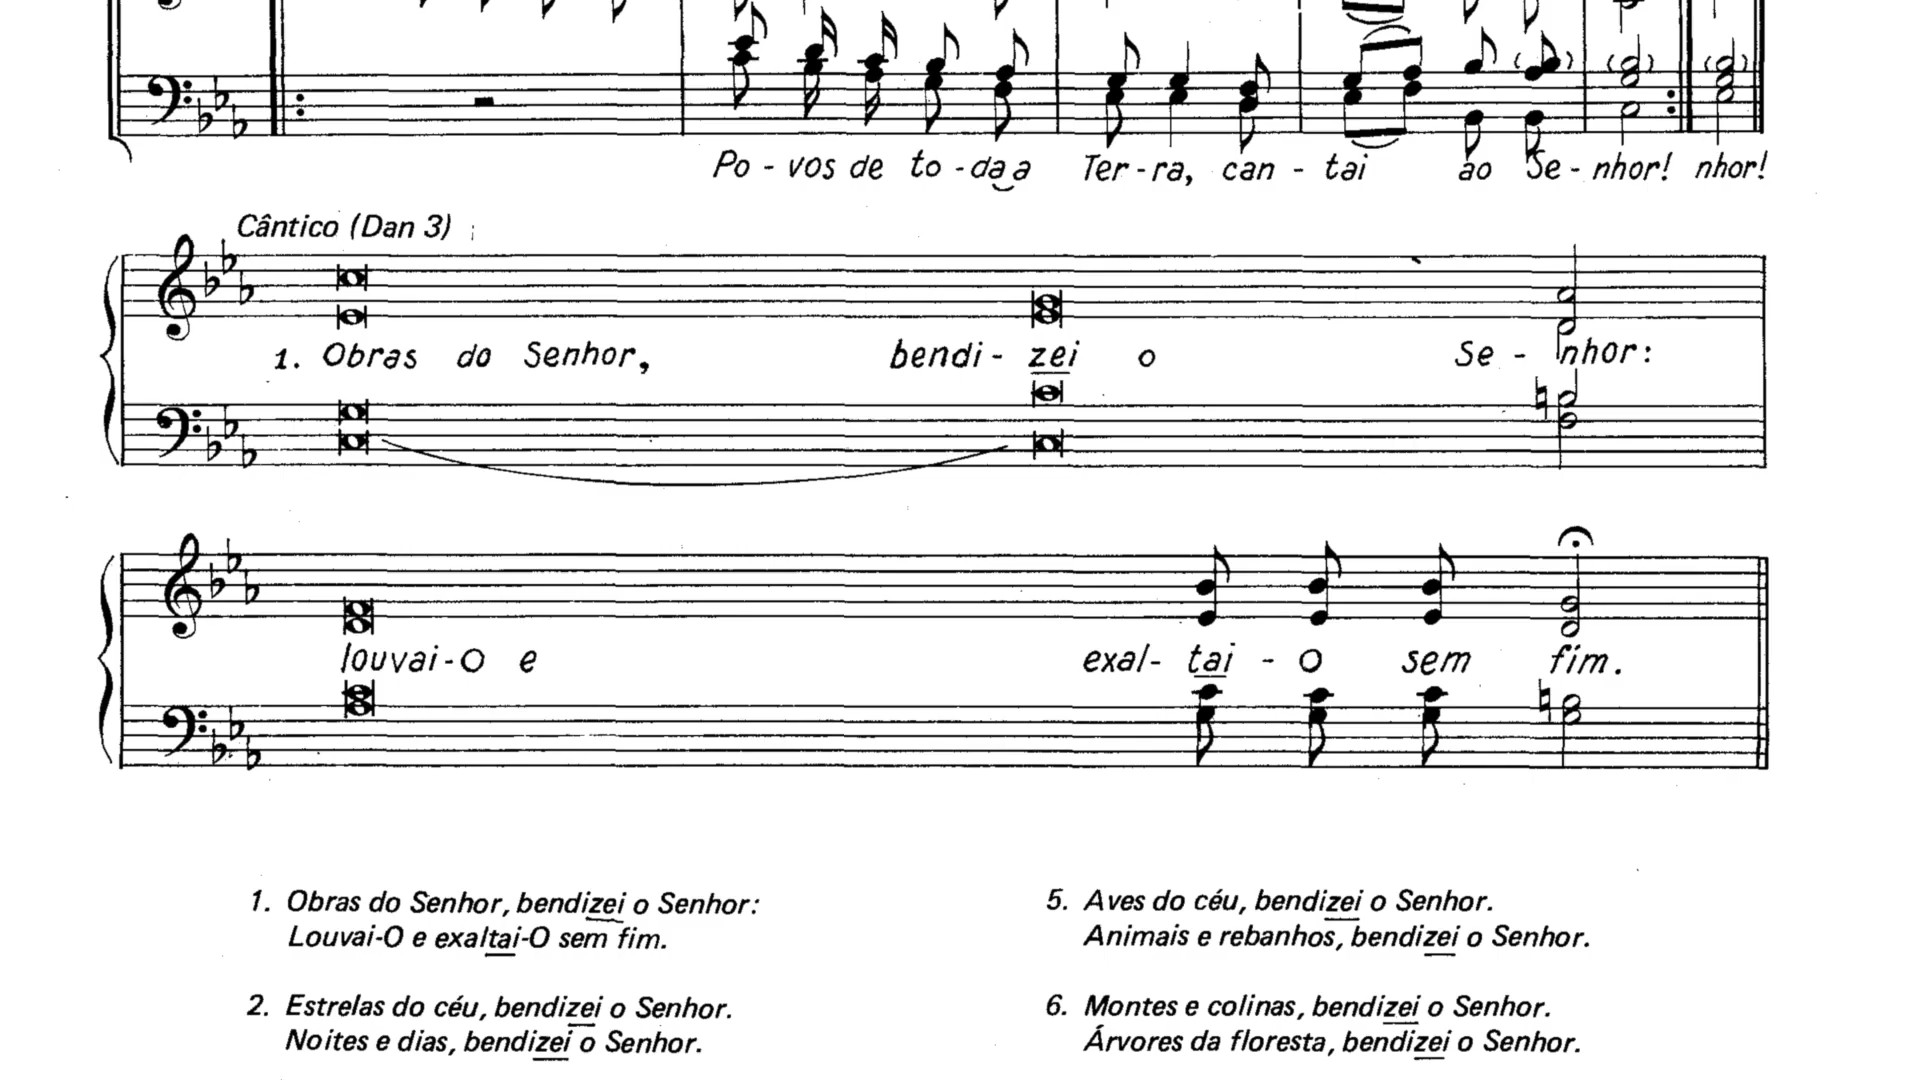 Po - vos de to - da a Ter - ra, can - tai ao Se - nhor! nhor!
Cântico (Dan 3)
1. Obras do Senhor, bendi - zei o Se - nhor:
louvai-O e exal- tai - O sem fim.
1. Obras do Senhor, bendizei o Senhor:
Louvai-O e exaltai-O sem fim.
2. Estrelas do céu, bendizei o Senhor.
Noites e dias, bendizei o Senhor.
5. Aves do céu, bendizei o Senhor.
Animais e rebanhos, bendizei o Senhor.
6. Montes e colinas, bendizei o Senhor.
Árvores da floresta, bendizei o Senhor.